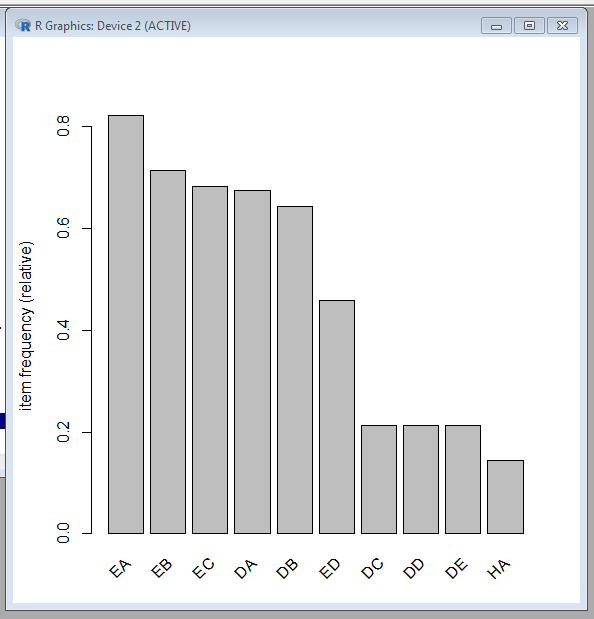 R Graphics: Device 2 (ACTIVE)
item frequency (relative)
0.8
0.6
0.4
0.2
0.0
EA EB EC DA DB ED DC DD DE HA